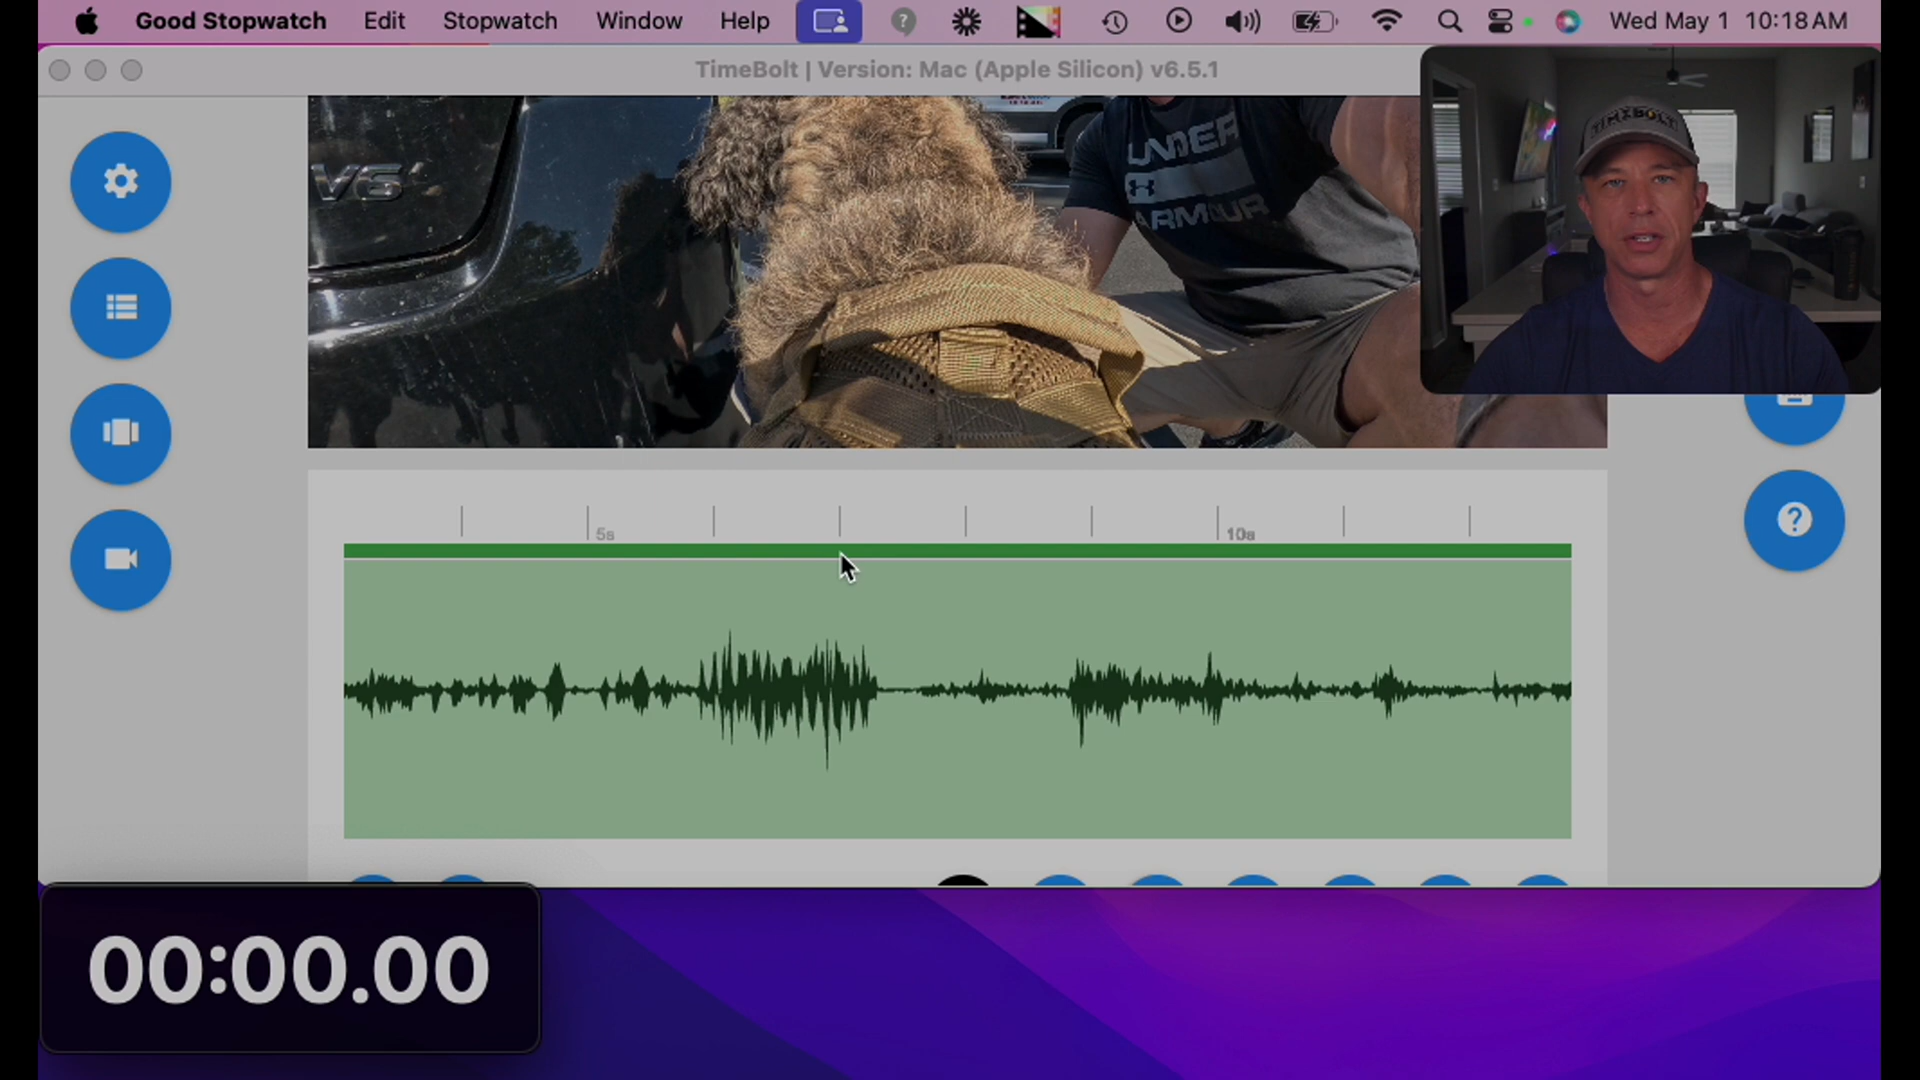 Good Stopwatch Edit Stopwatch Window Help Wed May 1 10:18 AM
TimeBolt | Version: Mac (Apple Silicon) v6.5.1
TIMEBOLT
V6
UNDER
ARMOUR
5s 10s
00:00.00